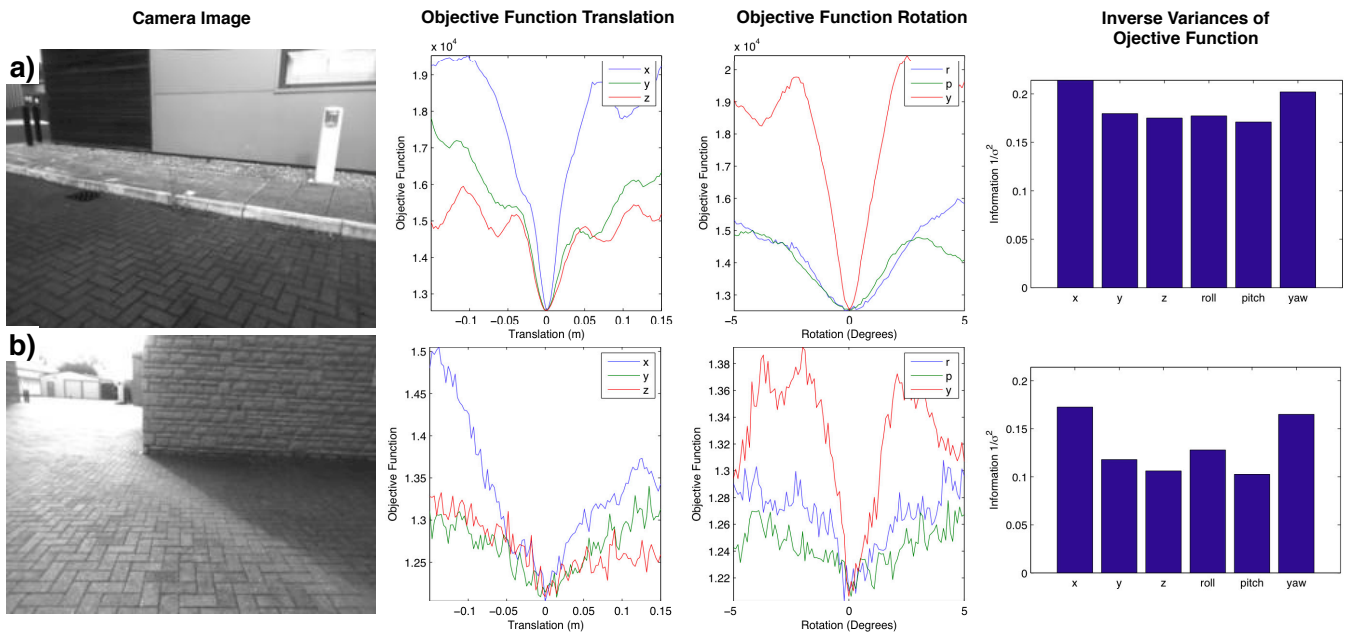 Camera Image
Objective Function Translation
Objective Function Rotation
Inverse Variances of
Ojective Function
a)
x 10⁴
1.9
1.8
1.7
1.6
1.5
1.4
1.3
−0.1 −0.05 0 0.05 0.1 0.15
Translation (m)
Objective Function
x
y
z
x 10⁴
2
1.9
1.8
1.7
1.6
1.5
1.4
1.3
−5 0 5
Rotation (Degrees)
Objective Function
r
p
y
0.2
0.15
0.1
0.05
0
x y z roll pitch yaw
Information 1/σ²
b)
1.5
1.45
1.4
1.35
1.3
1.25
−0.1 −0.05 0 0.05 0.1 0.15
Translation (m)
Objective Function
x
y
z
1.38
1.36
1.34
1.32
1.3
1.28
1.26
1.24
1.22
−5 0 5
Rotation (Degrees)
Objective Function
r
p
y
0.2
0.15
0.1
0.05
0
x y z roll pitch yaw
Information 1/σ²